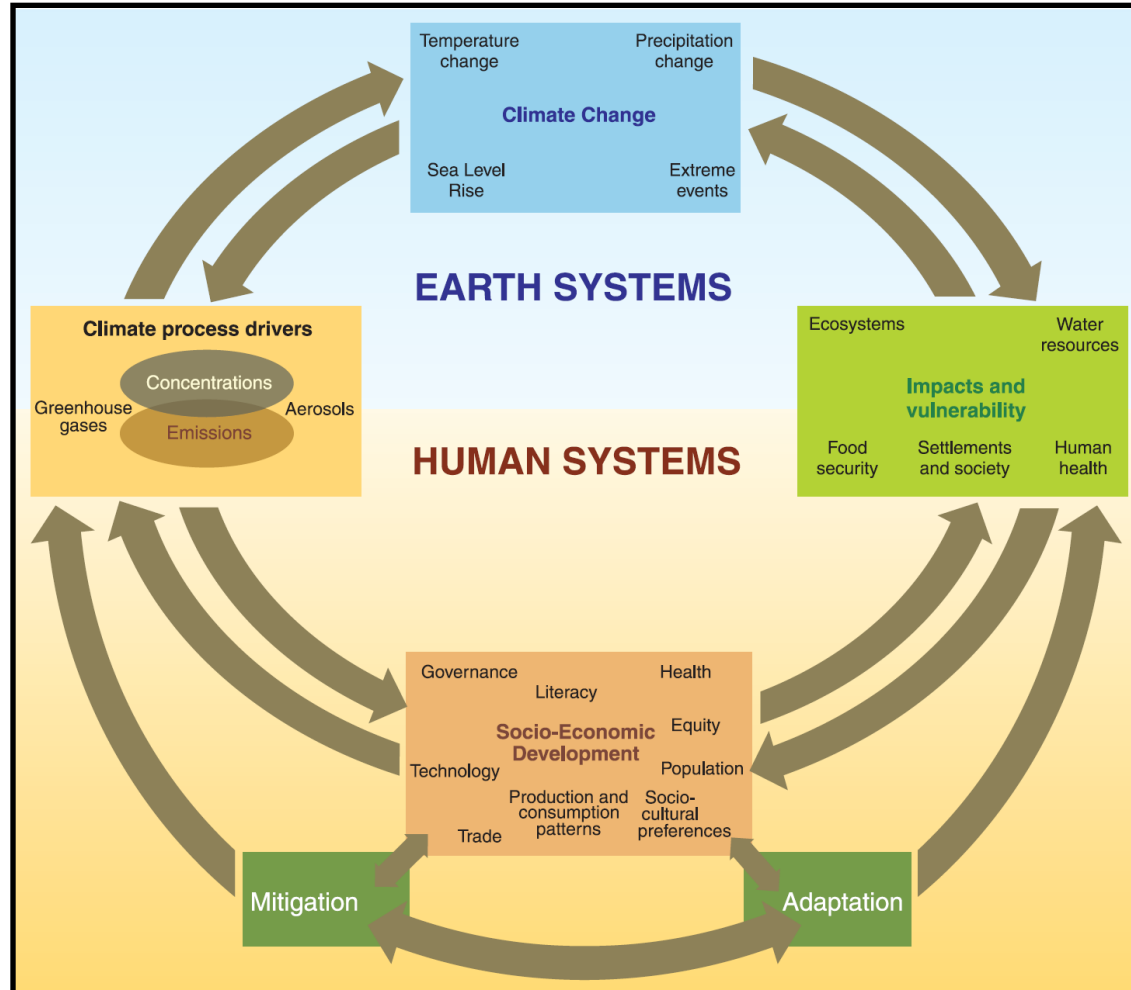 Temperature
change
Precipitation
change
Climate Change
Sea Level
Rise
Extreme
events
EARTH SYSTEMS
Climate process drivers
Concentrations
Greenhouse
gases
Aerosols
Emissions
Ecosystems
Water
resources
Impacts and
vulnerability
Food
security
Settlements
and society
Human
health
HUMAN SYSTEMS
Governance
Literacy
Health
Socio-Economic
Development
Equity
Technology
Population
Production and
consumption
patterns
Socio-
cultural
preferences
Trade
Mitigation
Adaptation